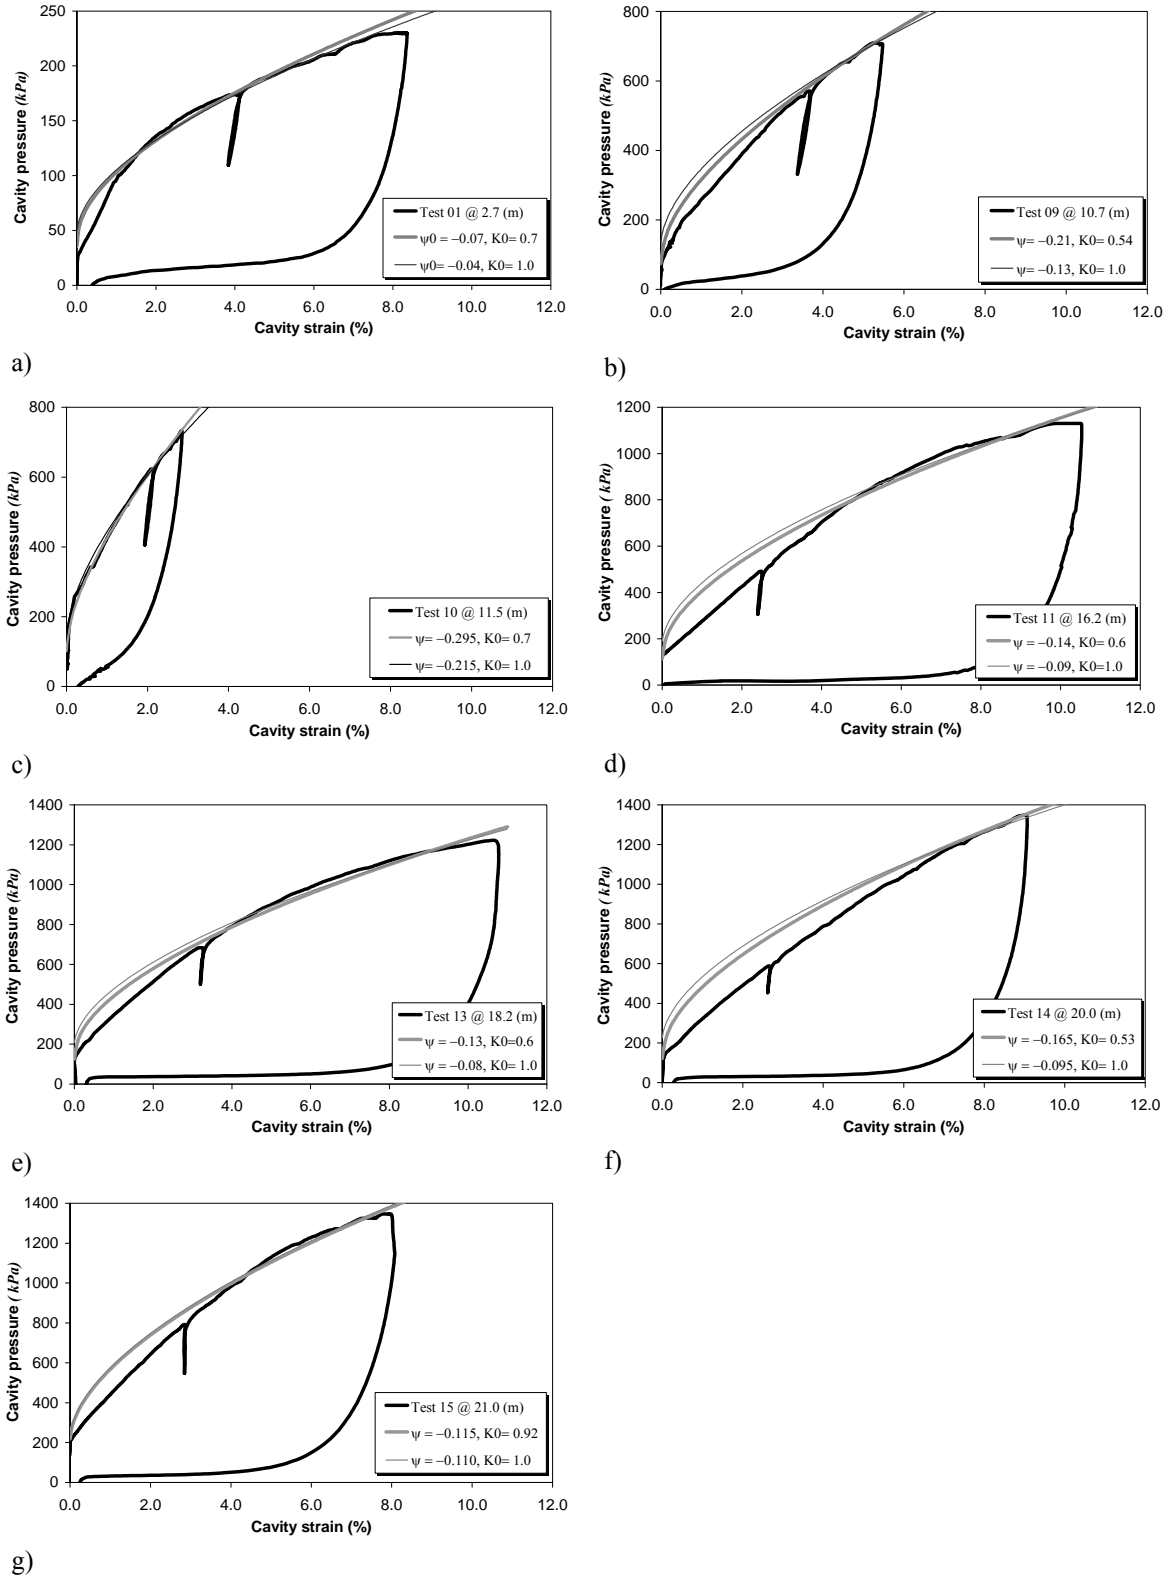 250
200
150
100
50
0
Cavity pressure (kPa)
Test 01 @ 2.7 (m)
ψ0 = −0.07, K0= 0.7
ψ0= −0.04, K0= 1.0
0.0 2.0 4.0 6.0 8.0 10.0 12.0
Cavity strain (%)
a)
800
600
400
200
0
Cavity pressure (kPa)
Test 09 @ 10.7 (m)
ψ= −0.21, K0= 0.54
ψ= −0.13, K0= 1.0
0.0 2.0 4.0 6.0 8.0 10.0 12.0
Cavity strain (%)
b)
800
600
400
200
0
Cavity pressure (kPa)
Test 10 @ 11.5 (m)
ψ= −0.295, K0= 0.7
ψ= −0.215, K0= 1.0
0.0 2.0 4.0 6.0 8.0 10.0 12.0
Cavity strain (%)
c)
1200
1000
800
600
400
200
0
Cavity pressure ( kPa)
Test 11 @ 16.2 (m)
ψ = −0.14, K0= 0.6
ψ = −0.09, K0=1.0
0.0 2.0 4.0 6.0 8.0 10.0 12.0
Cavity strain (%)
d)
1400
1200
1000
800
600
400
200
0
Cavity pressure (kPa)
Test 13 @ 18.2 (m)
ψ = −0.13, K0=0.6
ψ = −0.08, K0= 1.0
0.0 2.0 4.0 6.0 8.0 10.0 12.0
Cavity strain (%)
e)
1400
1200
1000
800
600
400
200
0
Cavity pressure ( kPa)
Test 14 @ 20.0 (m)
ψ = −0.165, K0= 0.53
ψ = −0.095, K0= 1.0
0.0 2.0 4.0 6.0 8.0 10.0 12.0
Cavity strain (%)
f)
1400
1200
1000
800
600
400
200
0
Cavity pressure ( kPa)
Test 15 @ 21.0 (m)
ψ = −0.115, K0= 0.92
ψ = −0.110, K0= 1.0
0.0 2.0 4.0 6.0 8.0 10.0 12.0
Cavity strain (%)
g)